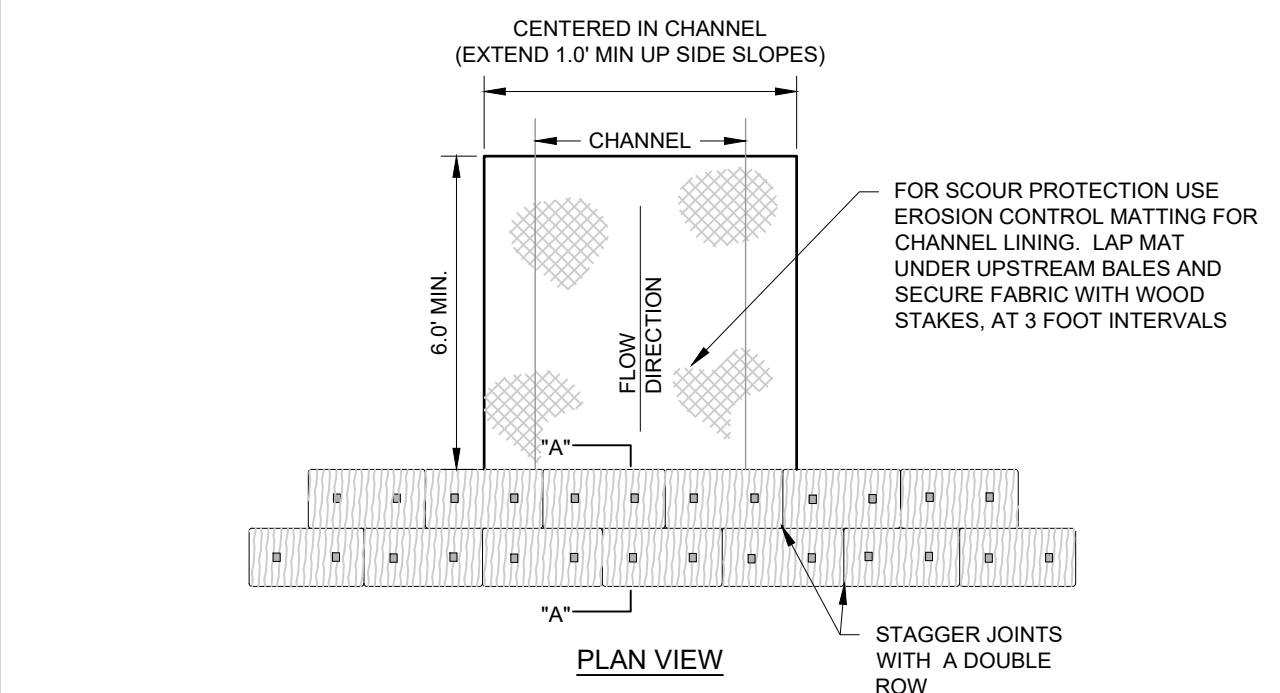 CENTERED IN CHANNEL
(EXTEND 1.0' MIN UP SIDE SLOPES)
CHANNEL
FOR SCOUR PROTECTION USE
EROSION CONTROL MATTING FOR
CHANNEL LINING.  LAP MAT
UNDER UPSTREAM BALES AND
SECURE FABRIC WITH WOOD
STAKES, AT 3 FOOT INTERVALS
6.0' MIN.
FLOW
DIRECTION
"A"
"A"
STAGGER JOINTS
WITH  A DOUBLE
ROW
PLAN VIEW